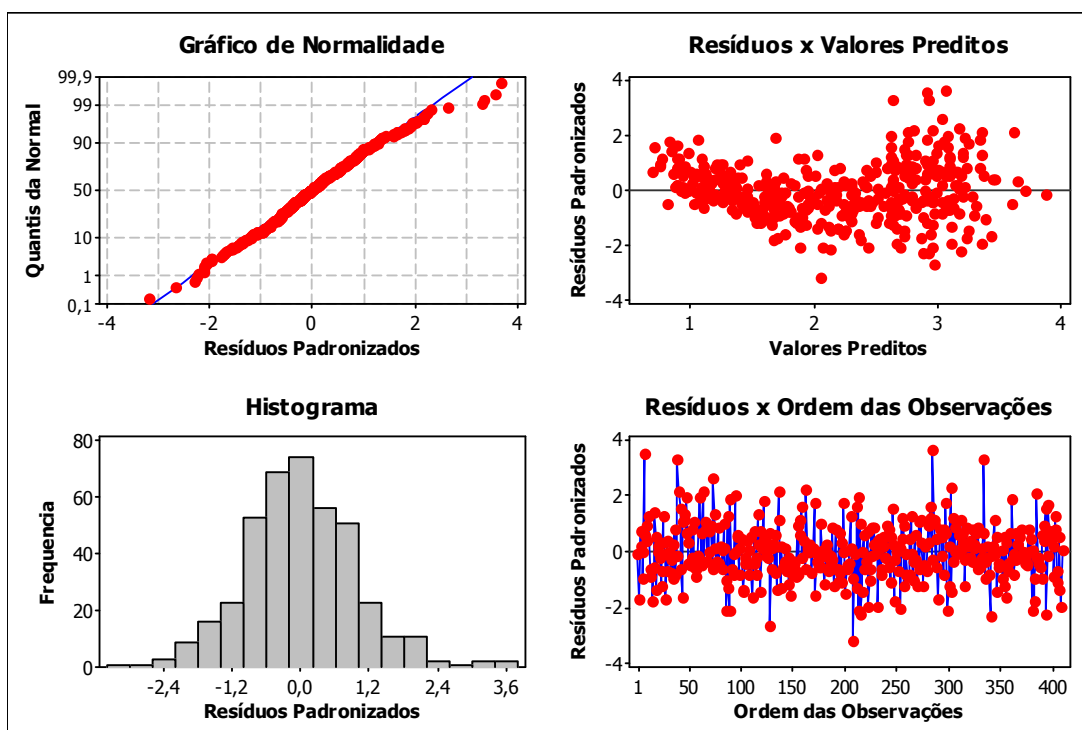 Gráfico de Normalidade
99,9
99
90
50
10
1
0,1
Quantis da Normal
-4 -2 0 2 4
Resíduos Padronizados
Resíduos x Valores Preditos
4
2
0
-2
-4
Resíduos Padronizados
1 2 3 4
Valores Preditos
Histograma
80
60
40
20
0
Frequencia
-2,4 -1,2 0,0 1,2 2,4 3,6
Resíduos Padronizados
Resíduos x Ordem das Observações
4
2
0
-2
-4
Resíduos Padronizados
1 50 100 150 200 250 300 350 400
Ordem das Observações